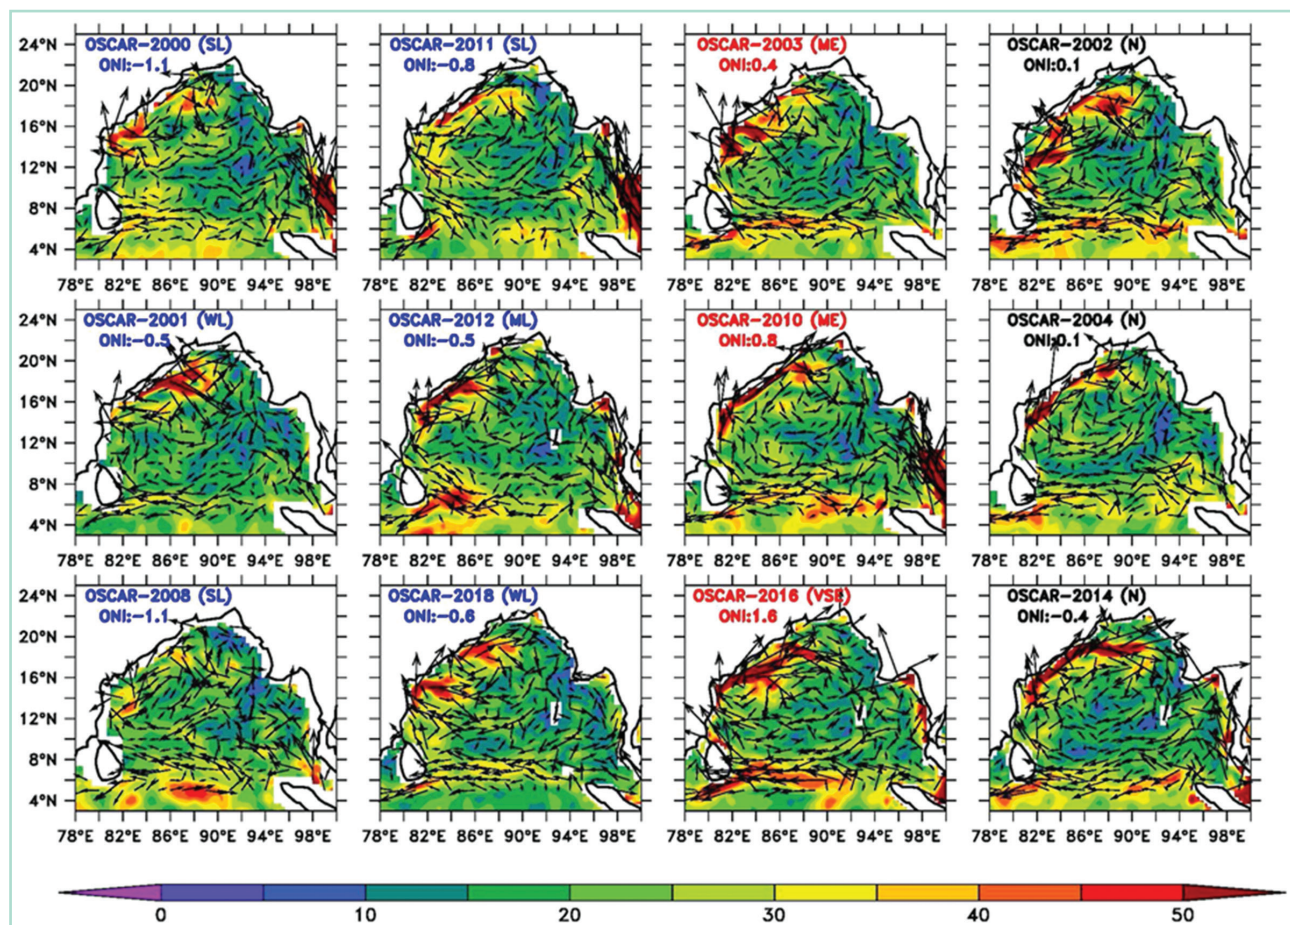 24°N
20°N
16°N
12°N
8°N
4°N
OSCAR-2000 (SL)
ONI:-1.1
OSCAR-2011 (SL)
ONI:-0.8
OSCAR-2003 (ME)
ONI:0.4
OSCAR-2002 (N)
ONI:0.1
78°E 82°E 86°E 90°E 94°E 98°E
78°E 82°E 86°E 90°E 94°E 98°E
78°E 82°E 86°E 90°E 94°E 98°E
78°E 82°E 86°E 90°E 94°E 98°E
24°N
20°N
16°N
12°N
8°N
4°N
OSCAR-2001 (WL)
ONI:-0.5
OSCAR-2012 (ML)
ONI:-0.5
OSCAR-2010 (ME)
ONI:0.8
OSCAR-2004 (N)
ONI:0.1
78°E 82°E 86°E 90°E 94°E 98°E
78°E 82°E 86°E 90°E 94°E 98°E
78°E 82°E 86°E 90°E 94°E 98°E
78°E 82°E 86°E 90°E 94°E 98°E
24°N
20°N
16°N
12°N
8°N
4°N
OSCAR-2008 (SL)
ONI:-1.1
OSCAR-2018 (WL)
ONI:-0.6
OSCAR-2016 (VSE)
ONI:1.6
OSCAR-2014 (N)
ONI:-0.4
78°E 82°E 86°E 90°E 94°E 98°E
78°E 82°E 86°E 90°E 94°E 98°E
78°E 82°E 86°E 90°E 94°E 98°E
78°E 82°E 86°E 90°E 94°E 98°E
0 10 20 30 40 50